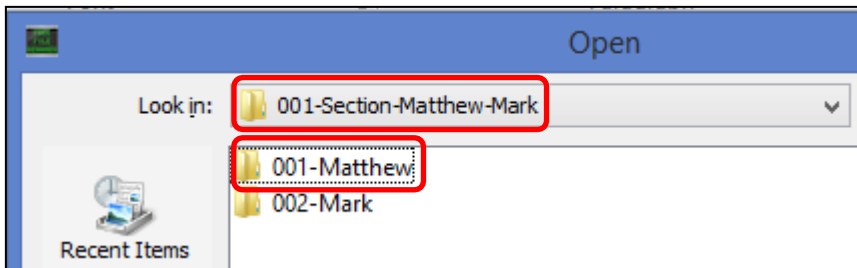 Open
Look in: 001-Section-Matthew-Mark
001-Matthew
002-Mark
Recent Items